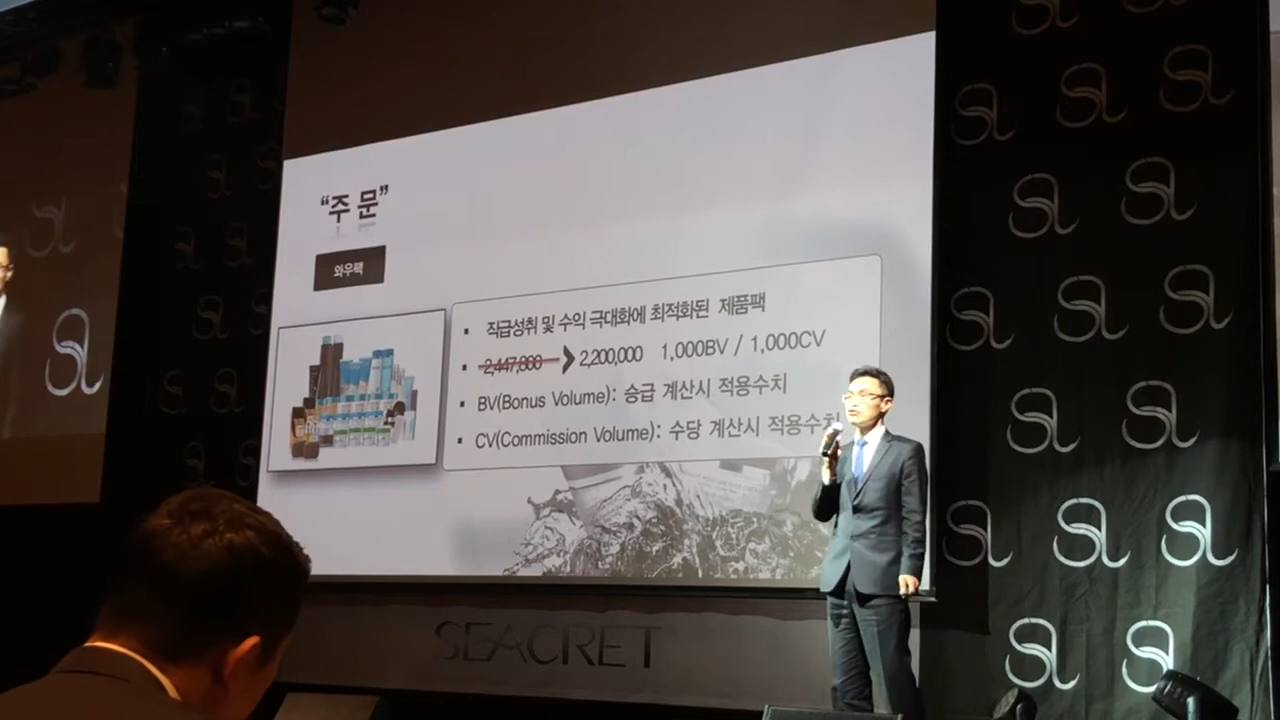 “주 문”
와우팩
▪ 직급성취 및 수익 극대화에 최적화된 제품팩
▪ 2,447,800 > 2,200,000 1,000BV / 1,000CV
▪ BV(Bonus Volume): 승급 계산시 적용수치
▪ CV(Commission Volume): 수당 계산시 적용수치
SEACRET